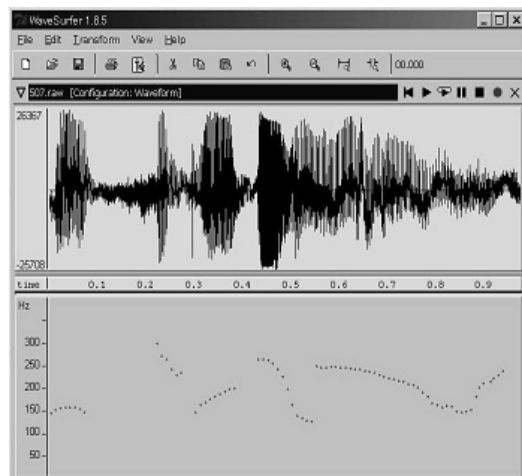 WaveSurfer 1.8.5
File Edit Transform View Help
00.000
507.raw [Configuration: Waveform]
26367
-25708
time 0.1 0.2 0.3 0.4 0.5 0.6 0.7 0.8 0.9
Hz
300
250
200
150
100
50